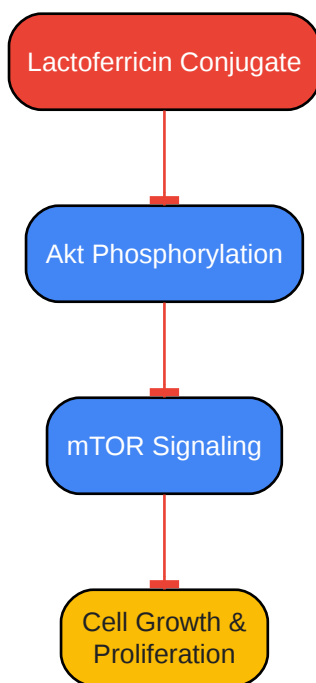 Lactoferricin Conjugate
Akt Phosphorylation
mTOR Signaling
Cell Growth &
Proliferation